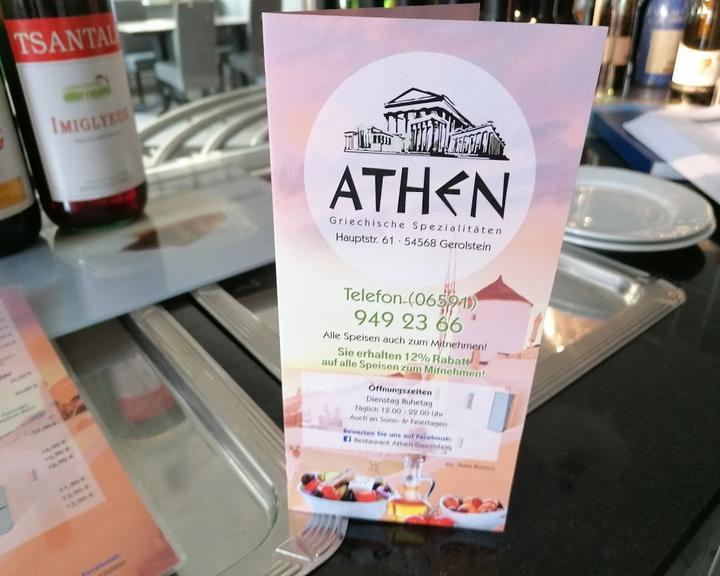 TSANTAL
IMIGLYKOS
ATHEN
Griechische Spezialitäten
Hauptstr. 61 · 54568 Gerolstein
Telefon (06591)
949 23 66
Alle Speisen auch zum Mitnehmen!
Sie erhalten 12% Rabatt
auf alle Speisen zum Mitnehmen!
Öffnungszeiten
Dienstag Ruhetag
Täglich 12.00 - 22.00 Uhr
Auch an Sonn- & Feiertagen
Bewerten Sie uns auf Facebook:
Restaurant Athen Gerolstein